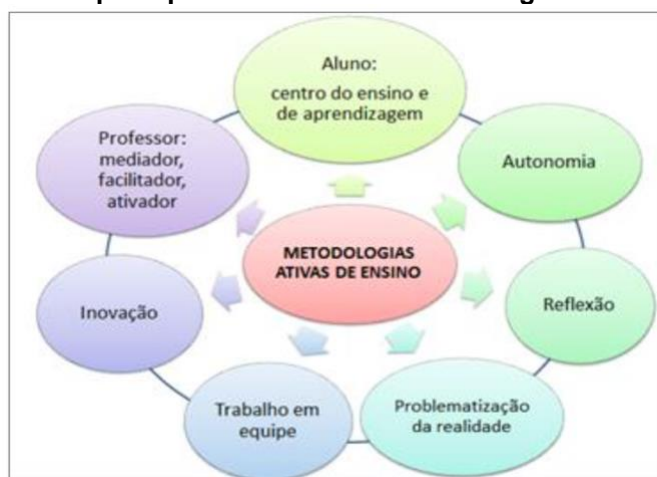 Aluno:
centro do ensino e
de aprendizagem
Autonomia
Reflexão
Problematização
da realidade
Trabalho em
equipe
Inovação
Professor:
mediador,
facilitador,
ativador
METODOLOGIAS
ATIVAS DE ENSINO